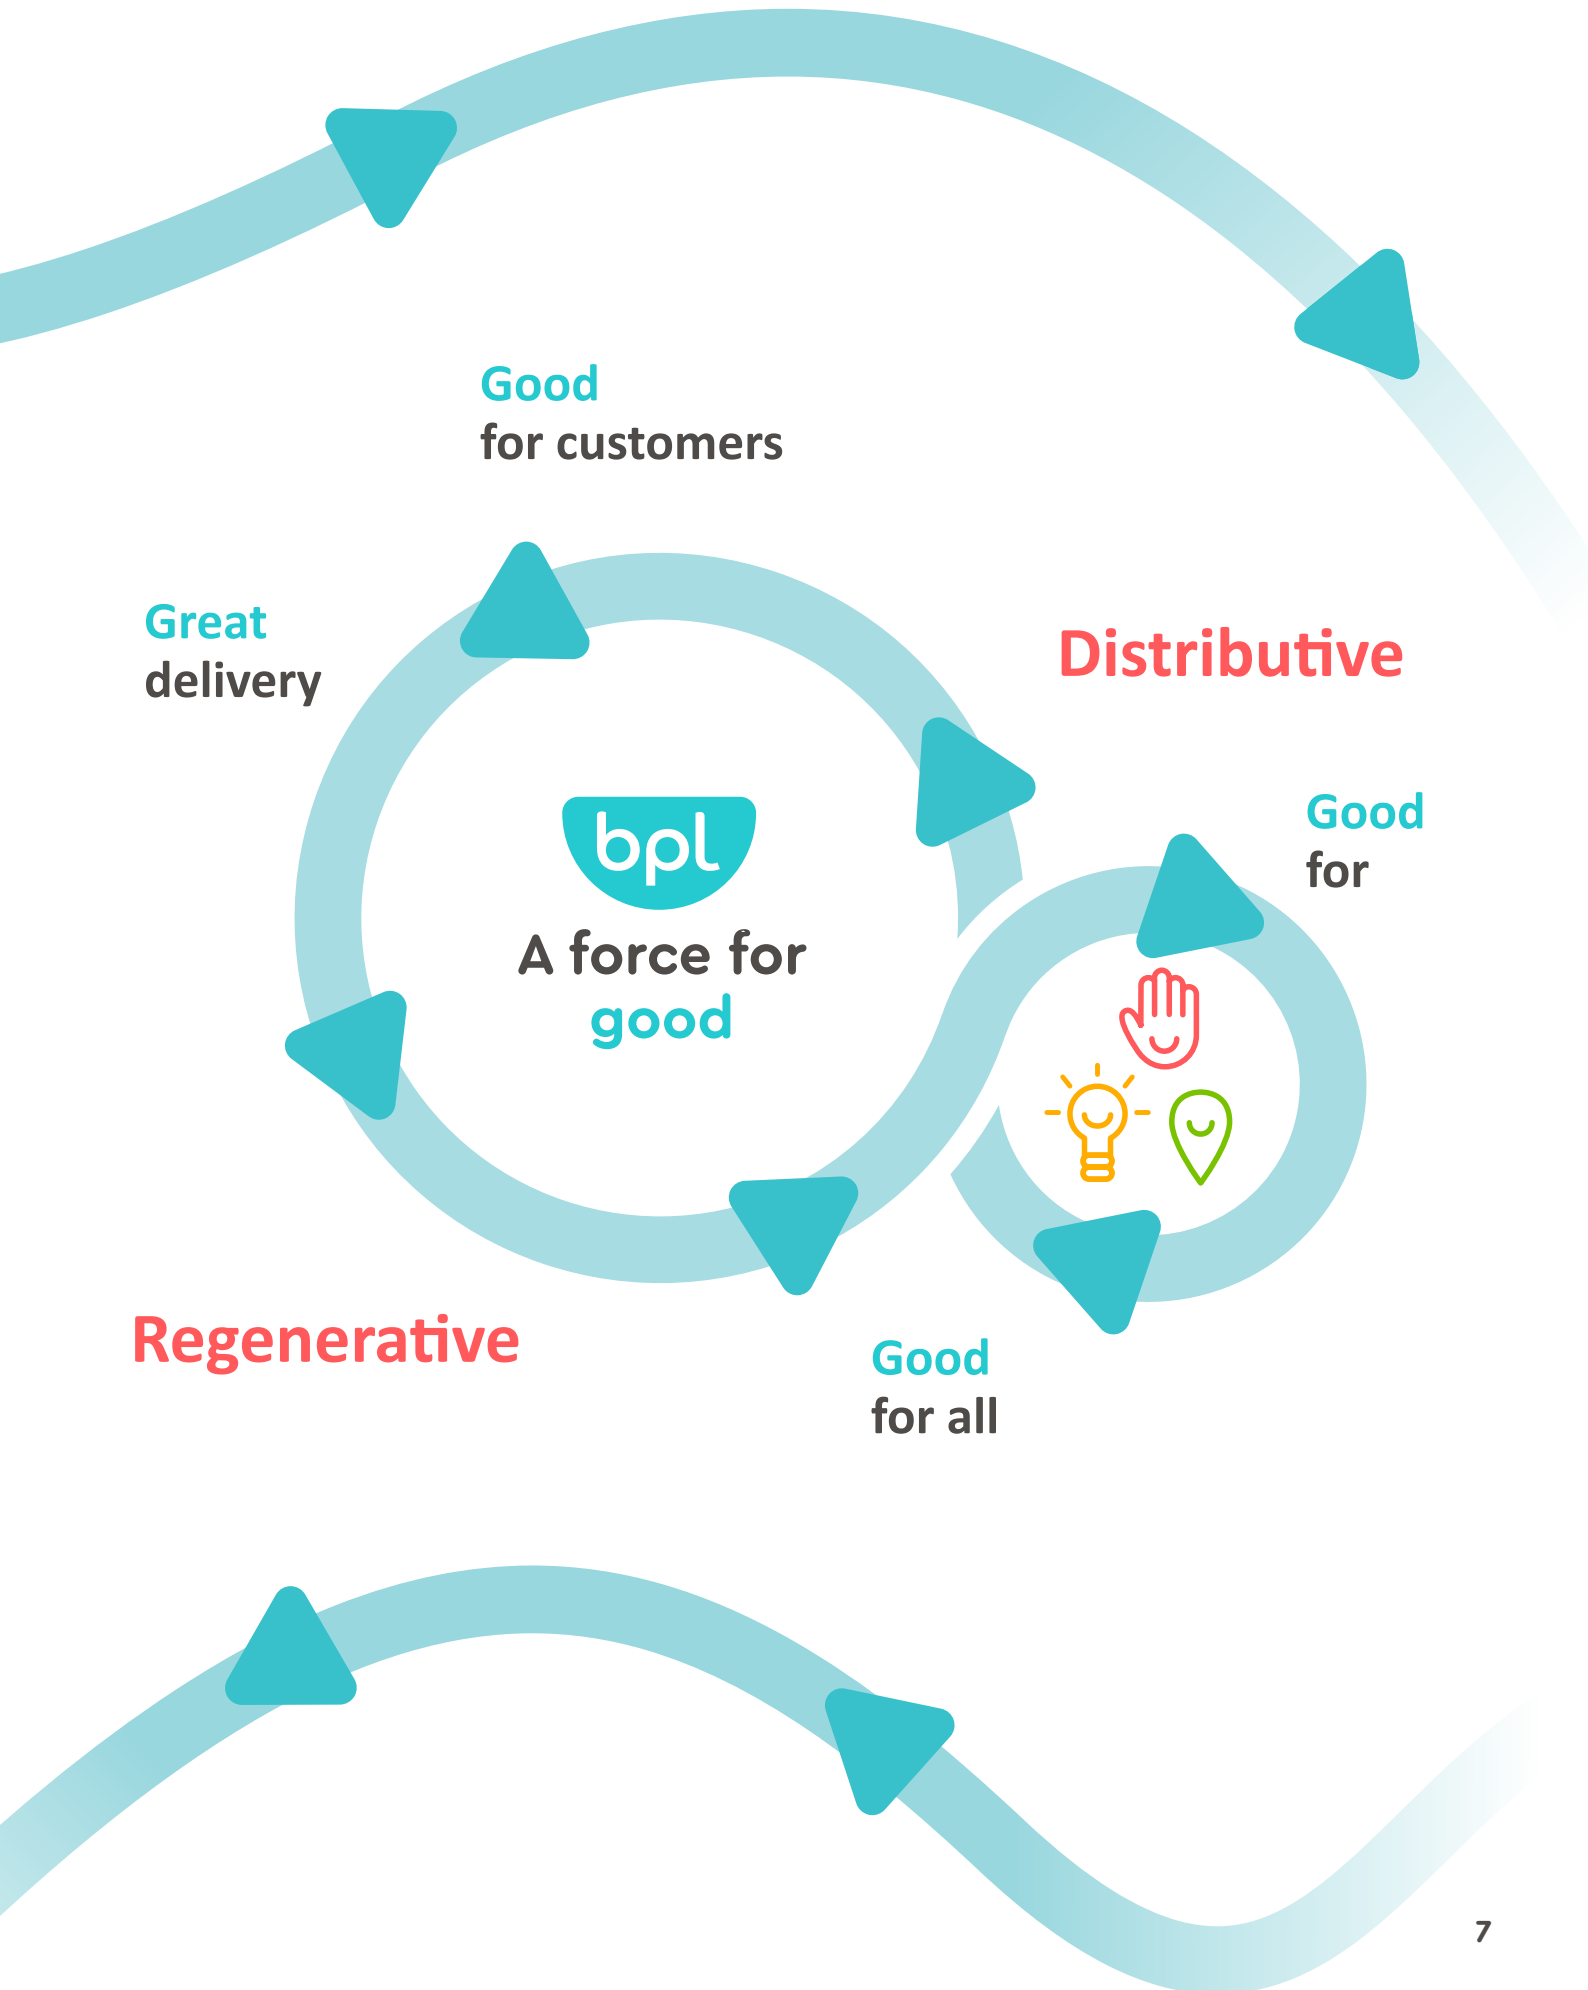 Good
for customers
Great
delivery
Distributive
Good
for
bpl
A force for
good
Regenerative
Good
for all
7